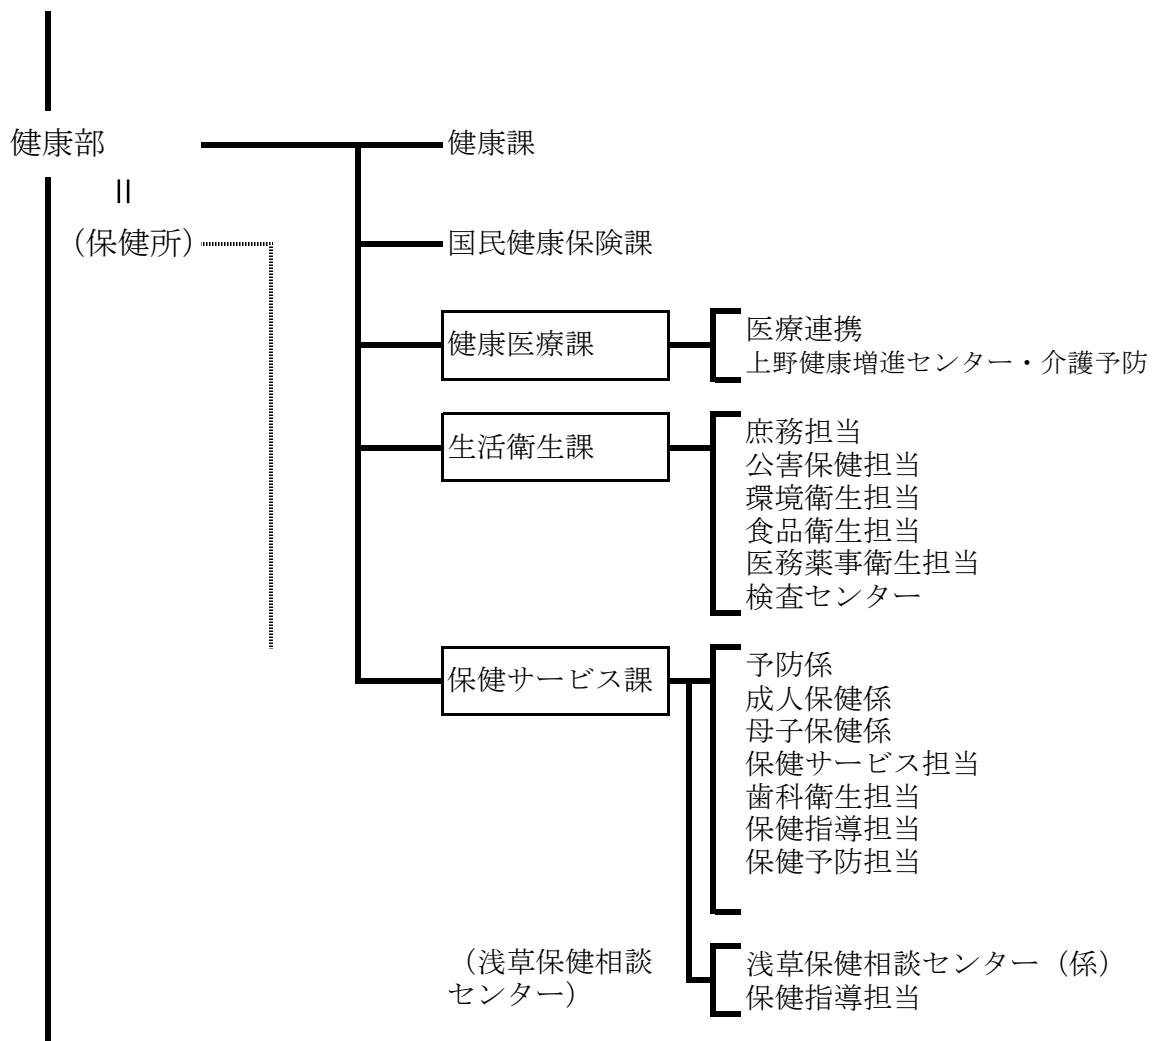 健康部
健康課
＝
（保健所）
国民健康保険課
健康医療課
医療連携
上野健康増進センター・介護予防
生活衛生課
庶務担当
公害保健担当
環境衛生担当
食品衛生担当
医務薬事衛生担当
検査センター
保健サービス課
予防係
成人保健係
母子保健係
保健サービス担当
歯科衛生担当
保健指導担当
保健予防担当
（浅草保健相談
センター）
浅草保健相談センター（係）
保健指導担当